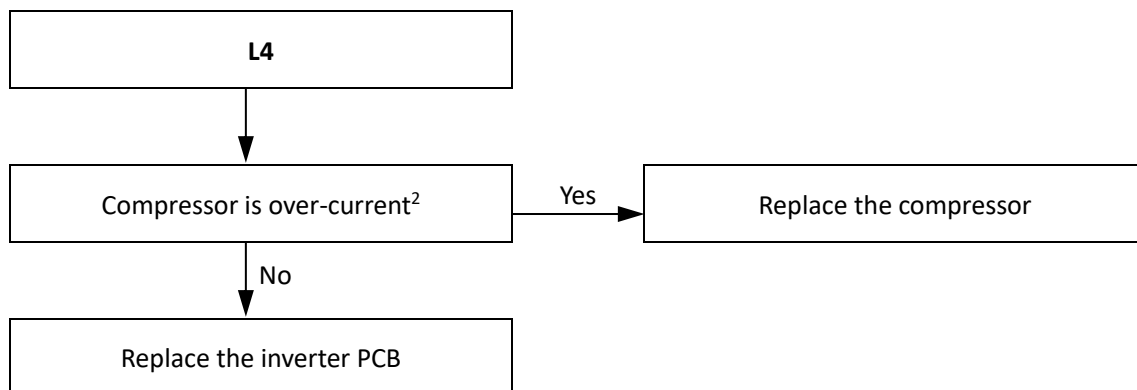 L4
Compressor is over-current²
Yes
Replace the compressor
No
Replace the inverter PCB